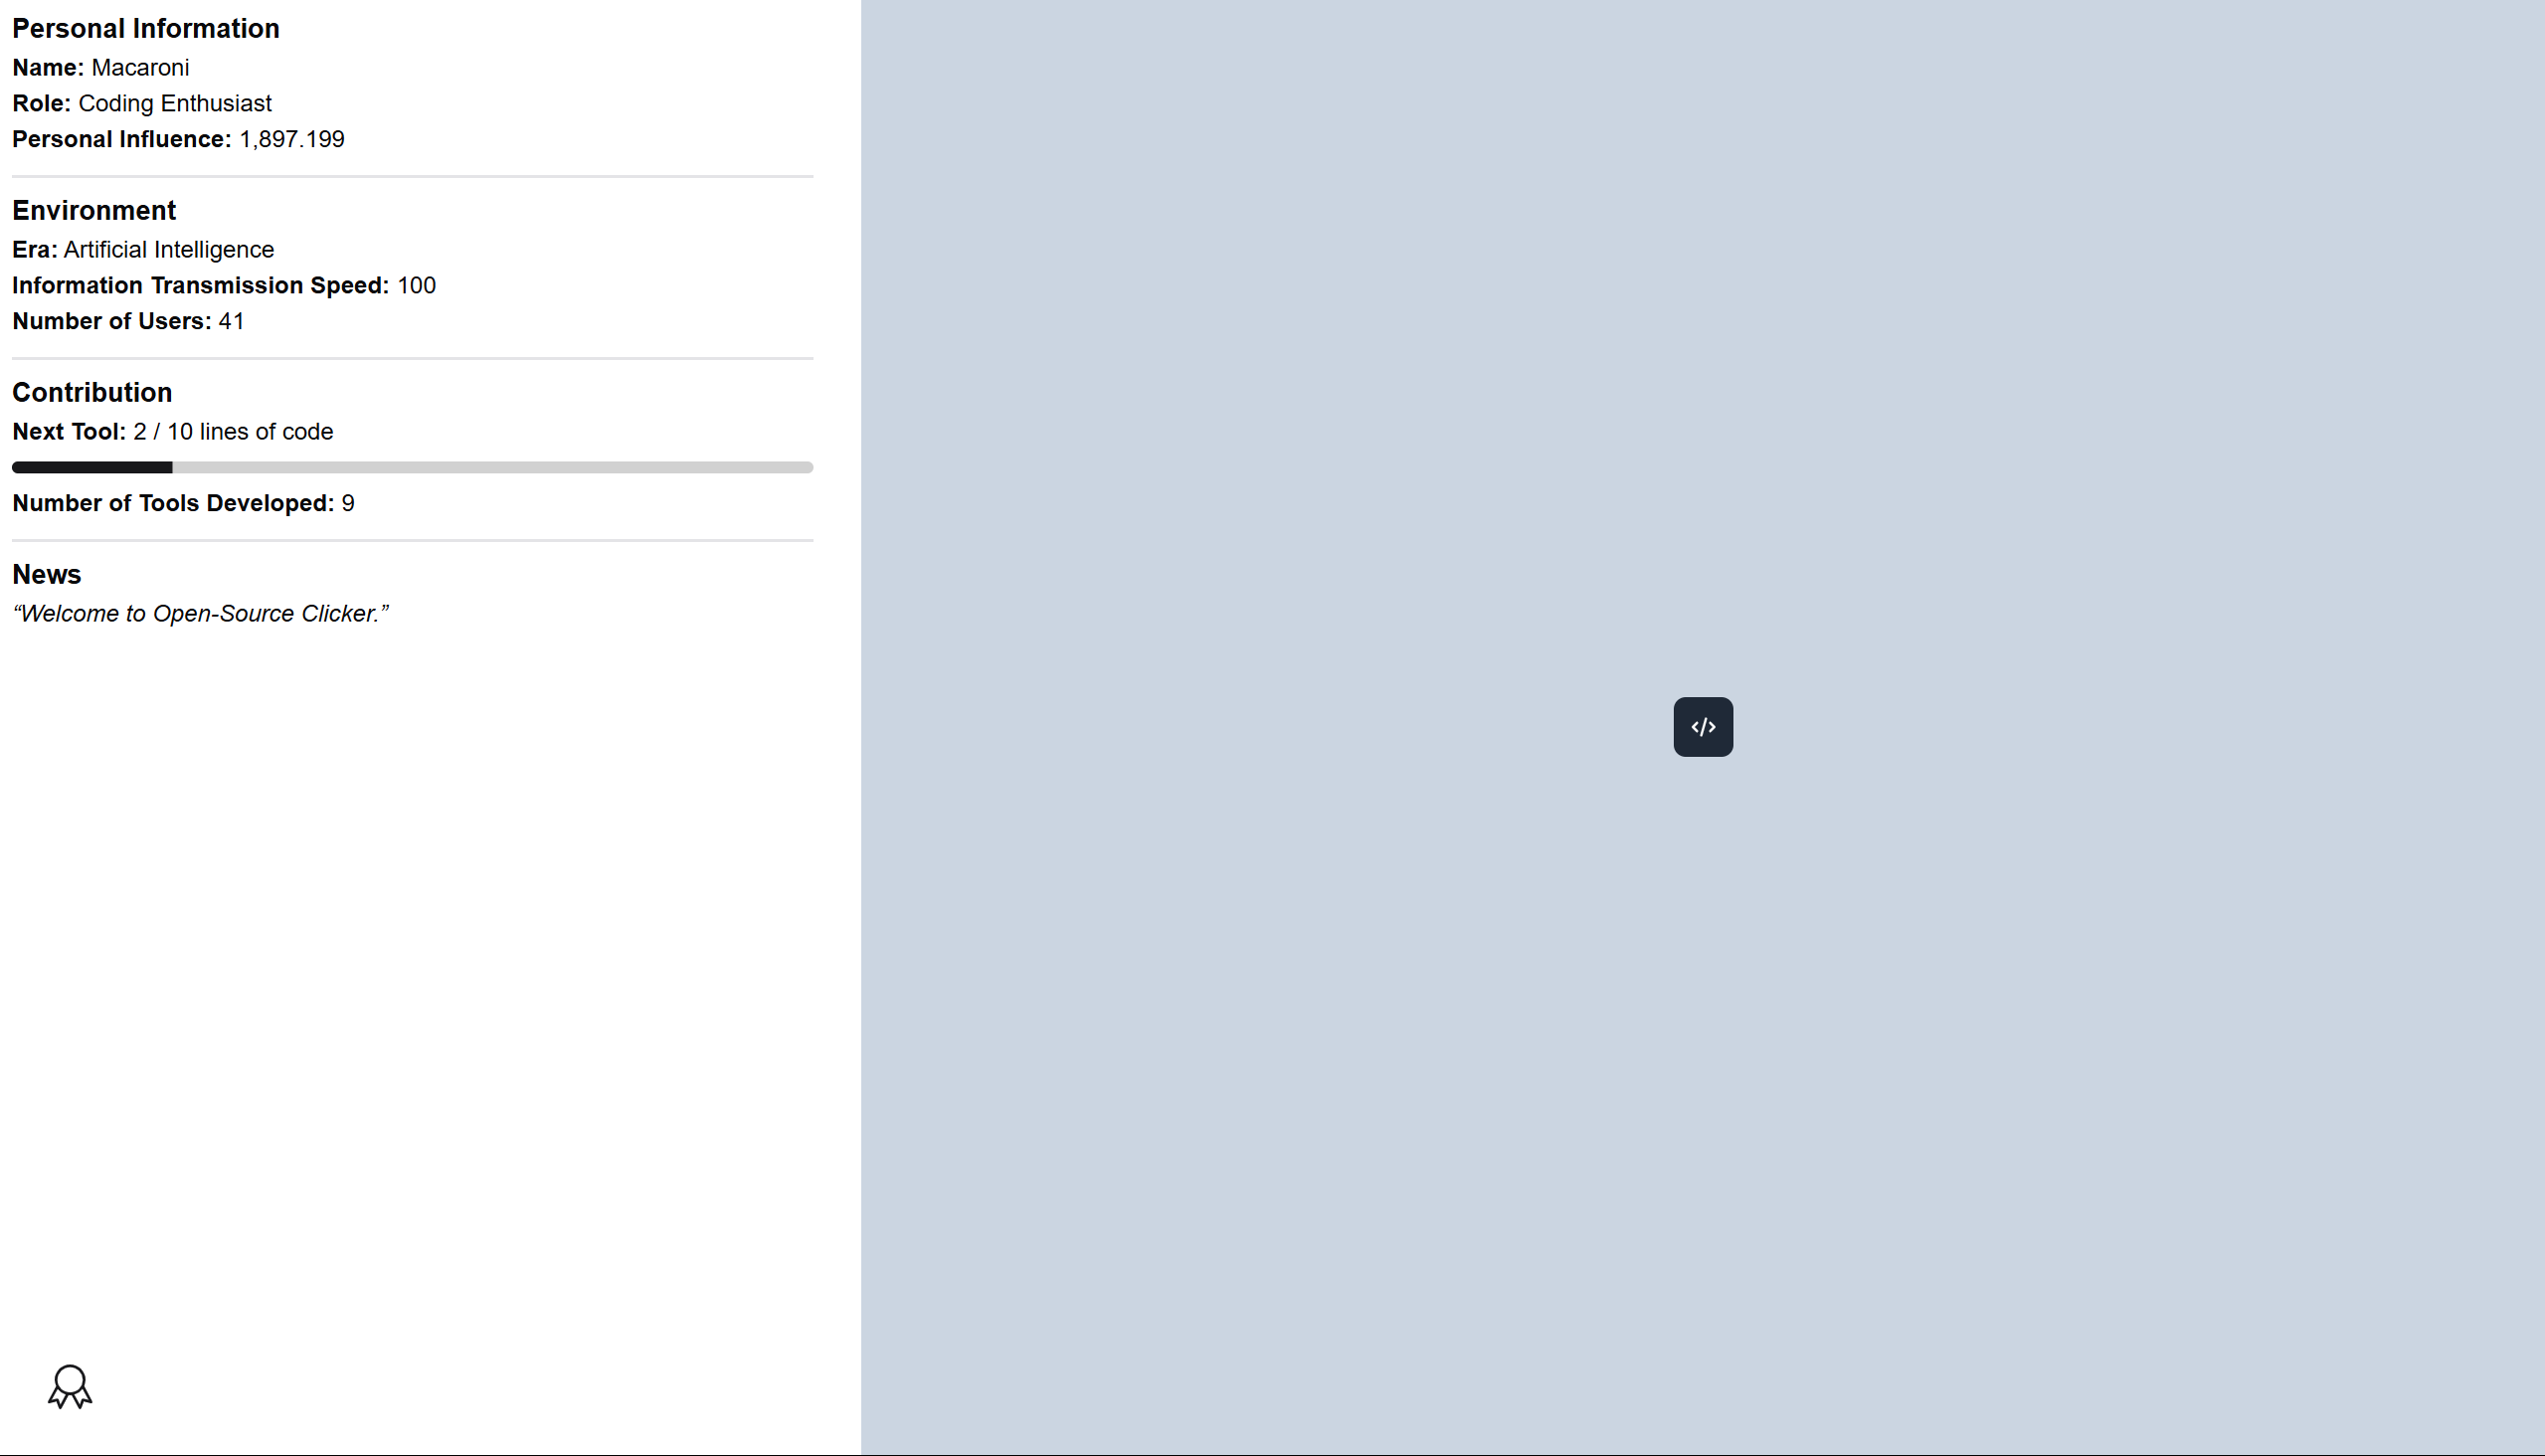 Personal Information
Name: Macaroni
Role: Coding Enthusiast
Personal Influence: 1,897.199
Environment
Era: Artificial Intelligence
Information Transmission Speed: 100
Number of Users: 41
Contribution
Next Tool: 2 / 10 lines of code
Number of Tools Developed: 9
News
“Welcome to Open-Source Clicker.”